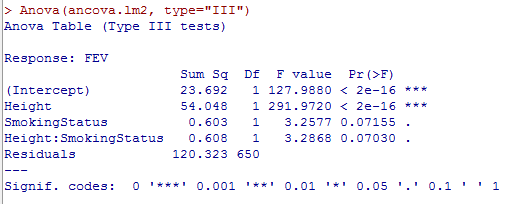 > Anova(ancova.lm2, type="III")
Anova Table (Type III tests)
Response: FEV
Sum Sq Df F value Pr(>F)
(Intercept) 23.692 1 127.9880 < 2e-16 ***
Height 54.048 1 291.9720 < 2e-16 ***
SmokingStatus 0.603 1 3.2577 0.07155 .
Height:SmokingStatus 0.608 1 3.2868 0.07030 .
Residuals 120.323 650
---
Signif. codes: 0 '***' 0.001 '**' 0.01 '*' 0.05 '.' 0.1 ' ' 1